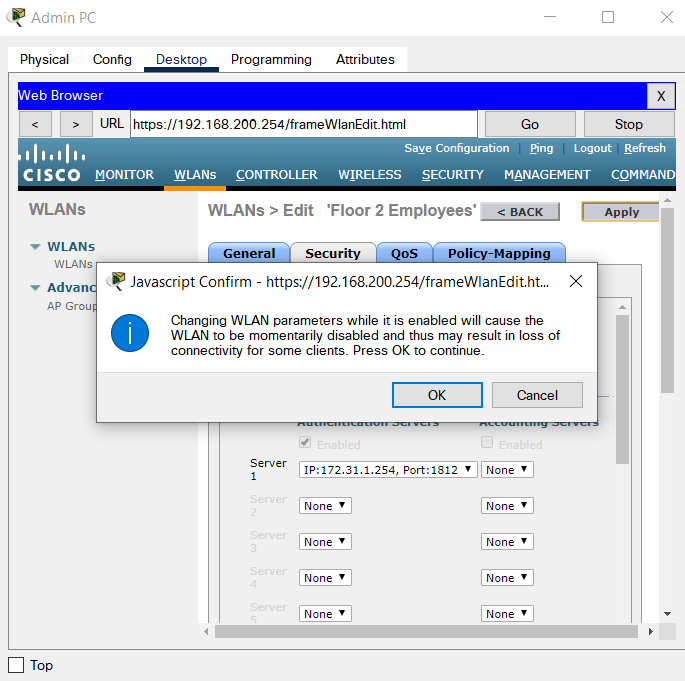 Admin PC
Physical Config Desktop Programming Attributes
Web Browser X
< > URL https://192.168.200.254/frameWlanEdit.html Go Stop
Save Configuration | Ping | Logout | Refresh
CISCO MONITOR WLANs CONTROLLER WIRELESS SECURITY MANAGEMENT COMMAND
WLANs WLANs > Edit 'Floor 2 Employees' < BACK Apply
WLANs General Security QoS Policy-Mapping
WLANs
Advanc
AP Group
Javascript Confirm - https://192.168.200.254/frameWlanEdit.ht...
Changing WLAN parameters while it is enabled will cause the
WLAN to be momentarily disabled and thus may result in loss of
connectivity for some clients. Press OK to continue.
OK Cancel
Authentication Servers Accounting Servers
Enabled Enabled
Server
1 IP:172.31.1.254, Port:1812 None
Server
2 None None
Server
3 None None
Server
4 None None
Server
5 None None
Top